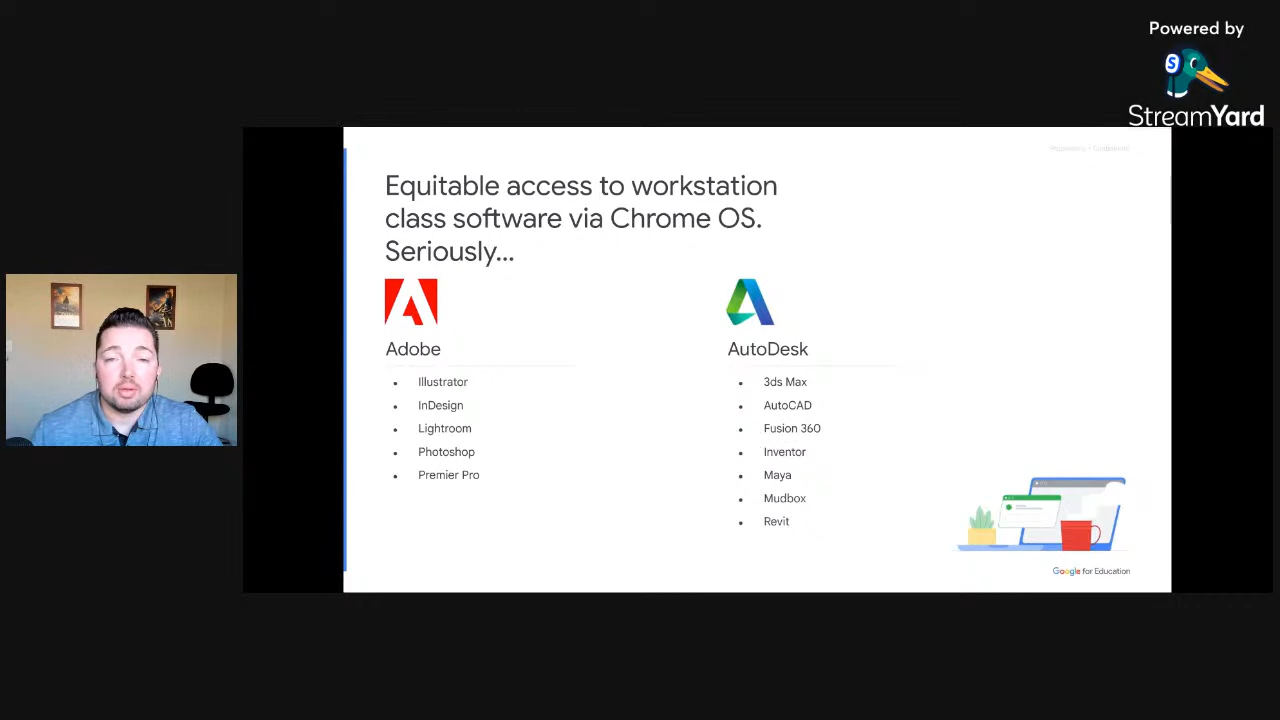 Powered by
StreamYard
Equitable access to workstation
class software via Chrome OS.
Seriously...
Adobe
Illustrator
InDesign
Lightroom
Photoshop
Premier Pro
AutoDesk
3ds Max
AutoCAD
Fusion 360
Inventor
Maya
Mudbox
Revit
Google for Education